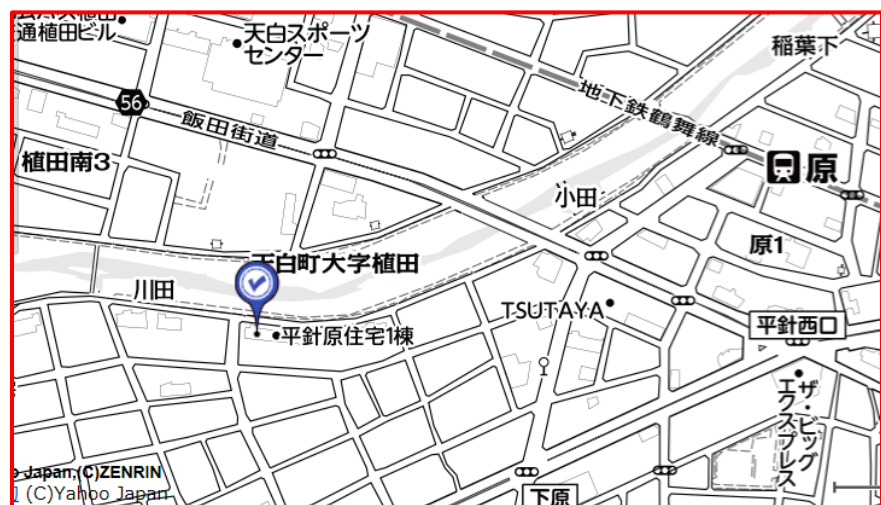 通植田ビル
天白スポーツ
センター
稲葉下
56
飯田街道
地下鉄鶴舞線
植田南3
原
小田
原1
天白町大字植田
川田
TSUTAYA
平針西口
平針原住宅1棟
ザ・ビッグ
エクスプレス
Japan,(C)ZENRIN
(C)Yahoo Japan
下原